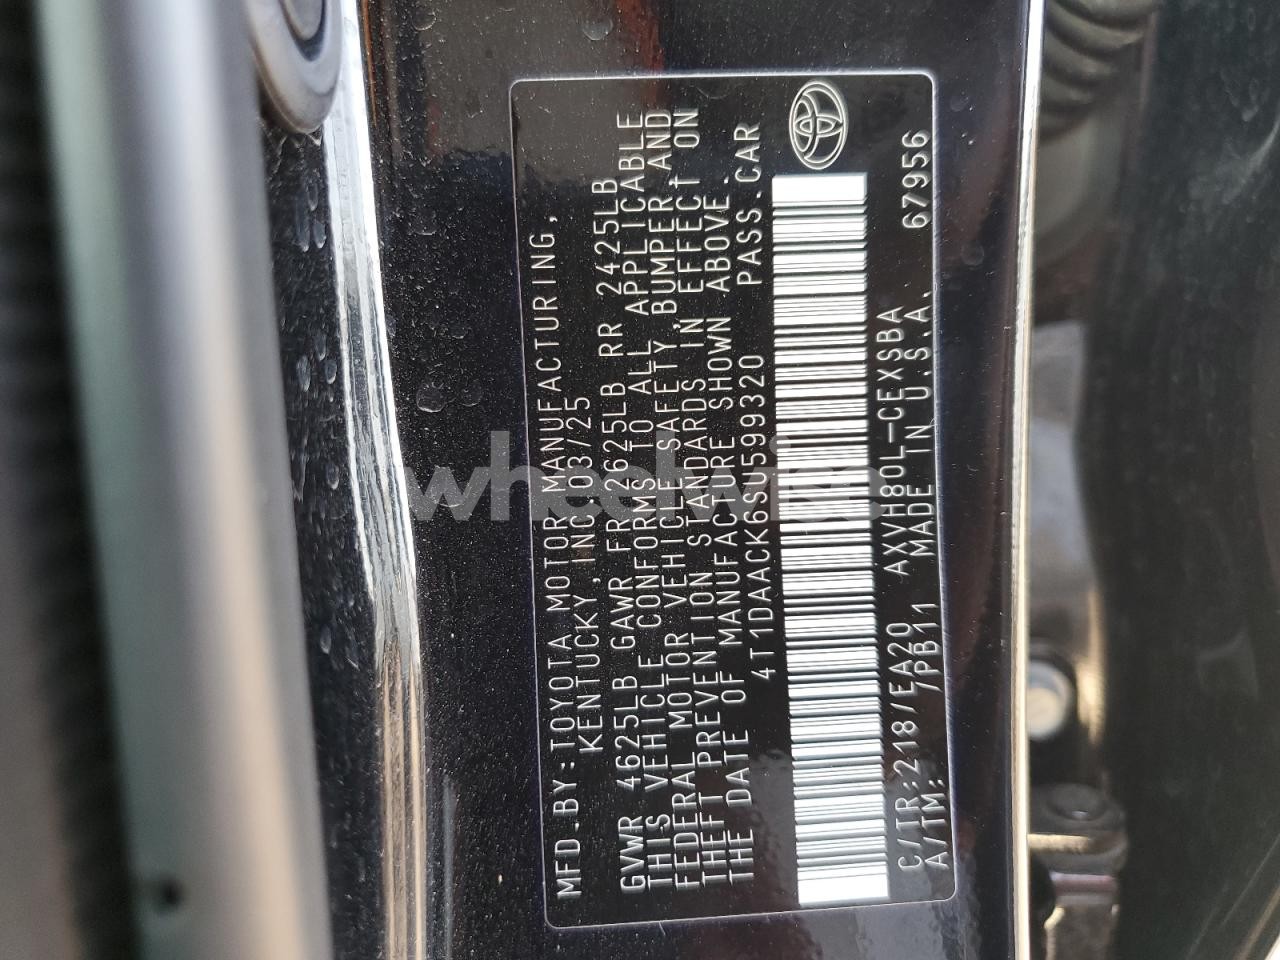 MFD.BY:TOYOTA MOTOR MANUFACTURING,
KENTUCKY, INC. 03/25
GVWR 4625LB GAWR FR 2625LB RR 2425LB
THIS VEHICLE CONFORMS TO ALL APPLICABLE
FEDERAL MOTOR VEHICLE SAFETY,BUMPER,AND
THEFT PREVENTION STANDARDS IN EFFECT ON
THE DATE OF MANUFACTURE SHOWN ABOVE.
4T1DAACK6SU599320 PASS.CAR
C/TR:218/EA20 AXVH80L-CEXSBA
A/TM: /PB11 MADE IN U.S.A. 67956
wheelwise